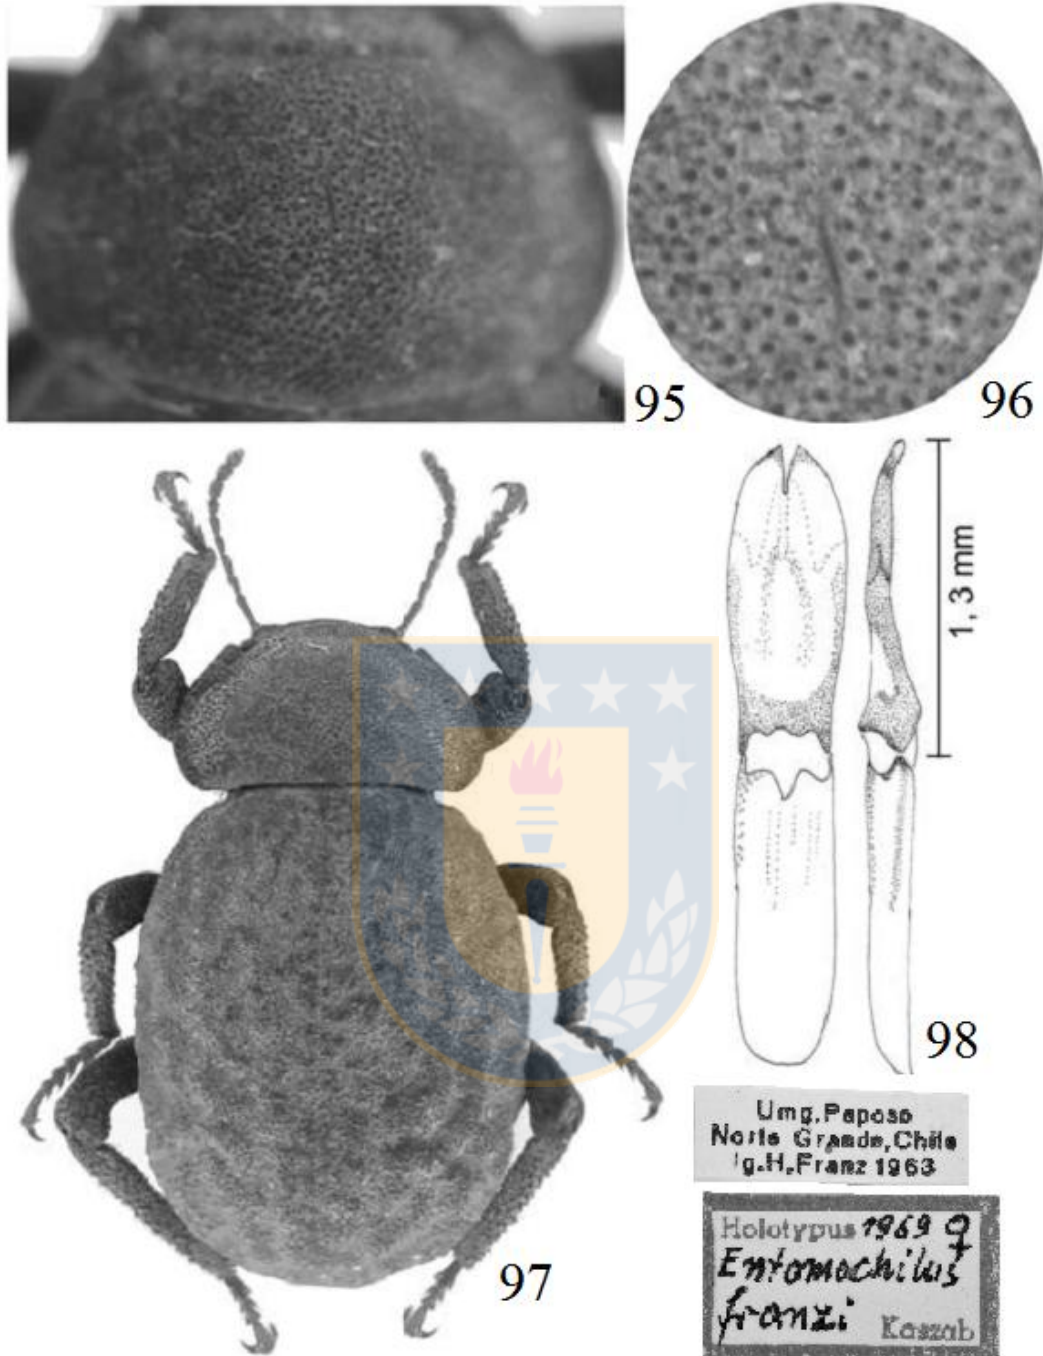 95
96
1,3 mm
98
Umg.Paposo
Norte Grande,Chile
lg.H.Franz 1963
97
Holotypus 1969 ♀
Entomochilus
franzi Kaszab